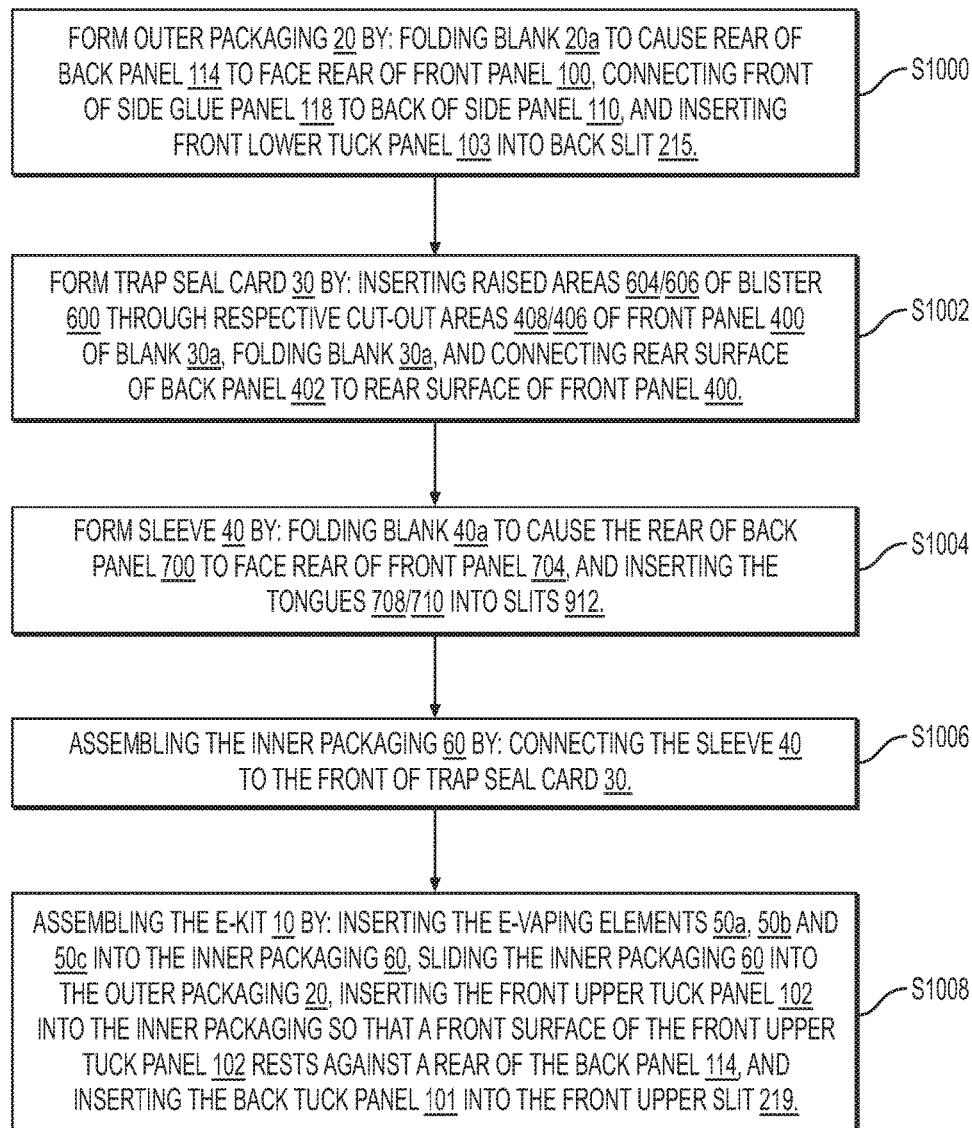 FORM OUTER PACKAGING 20 BY: FOLDING BLANK 20a TO CAUSE REAR OF
BACK PANEL 114 TO FACE REAR OF FRONT PANEL 100, CONNECTING FRONT
OF SIDE GLUE PANEL 118 TO BACK OF SIDE PANEL 110, AND INSERTING
FRONT LOWER TUCK PANEL 103 INTO BACK SLIT 215.
S1000
FORM TRAP SEAL CARD 30 BY: INSERTING RAISED AREAS 604/606 OF BLISTER
600 THROUGH RESPECTIVE CUT-OUT AREAS 408/406 OF FRONT PANEL 400
OF BLANK 30a, FOLDING BLANK 30a, AND CONNECTING REAR SURFACE
OF BACK PANEL 402 TO REAR SURFACE OF FRONT PANEL 400.
S1002
FORM SLEEVE 40 BY: FOLDING BLANK 40a TO CAUSE THE REAR OF BACK
PANEL 700 TO FACE REAR OF FRONT PANEL 704, AND INSERTING THE
TONGUES 708/710 INTO SLITS 912.
S1004
ASSEMBLING THE INNER PACKAGING 60 BY: CONNECTING THE SLEEVE 40
TO THE FRONT OF TRAP SEAL CARD 30.
S1006
ASSEMBLING THE E-KIT 10 BY: INSERTING THE E-VAPING ELEMENTS 50a, 50b AND
50c INTO THE INNER PACKAGING 60, SLIDING THE INNER PACKAGING 60 INTO
THE OUTER PACKAGING 20, INSERTING THE FRONT UPPER TUCK PANEL 102
INTO THE INNER PACKAGING SO THAT A FRONT SURFACE OF THE FRONT UPPER
TUCK PANEL 102 RESTS AGAINST A REAR OF THE BACK PANEL 114, AND
INSERTING THE BACK TUCK PANEL 101 INTO THE FRONT UPPER SLIT 219.
S1008